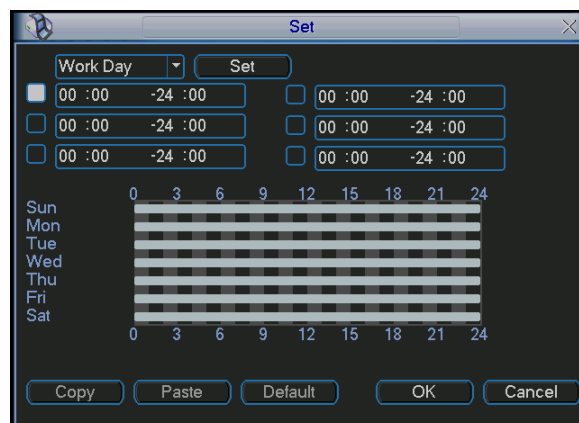 Set
Work Day Set
00 :00 -24 :00 00 :00 -24 :00
00 :00 -24 :00 00 :00 -24 :00
00 :00 -24 :00 00 :00 -24 :00
0 3 6 9 12 15 18 21 24
Sun
Mon
Tue
Wed
Thu
Fri
Sat
0 3 6 9 12 15 18 21 24
Copy Paste Default OK Cancel